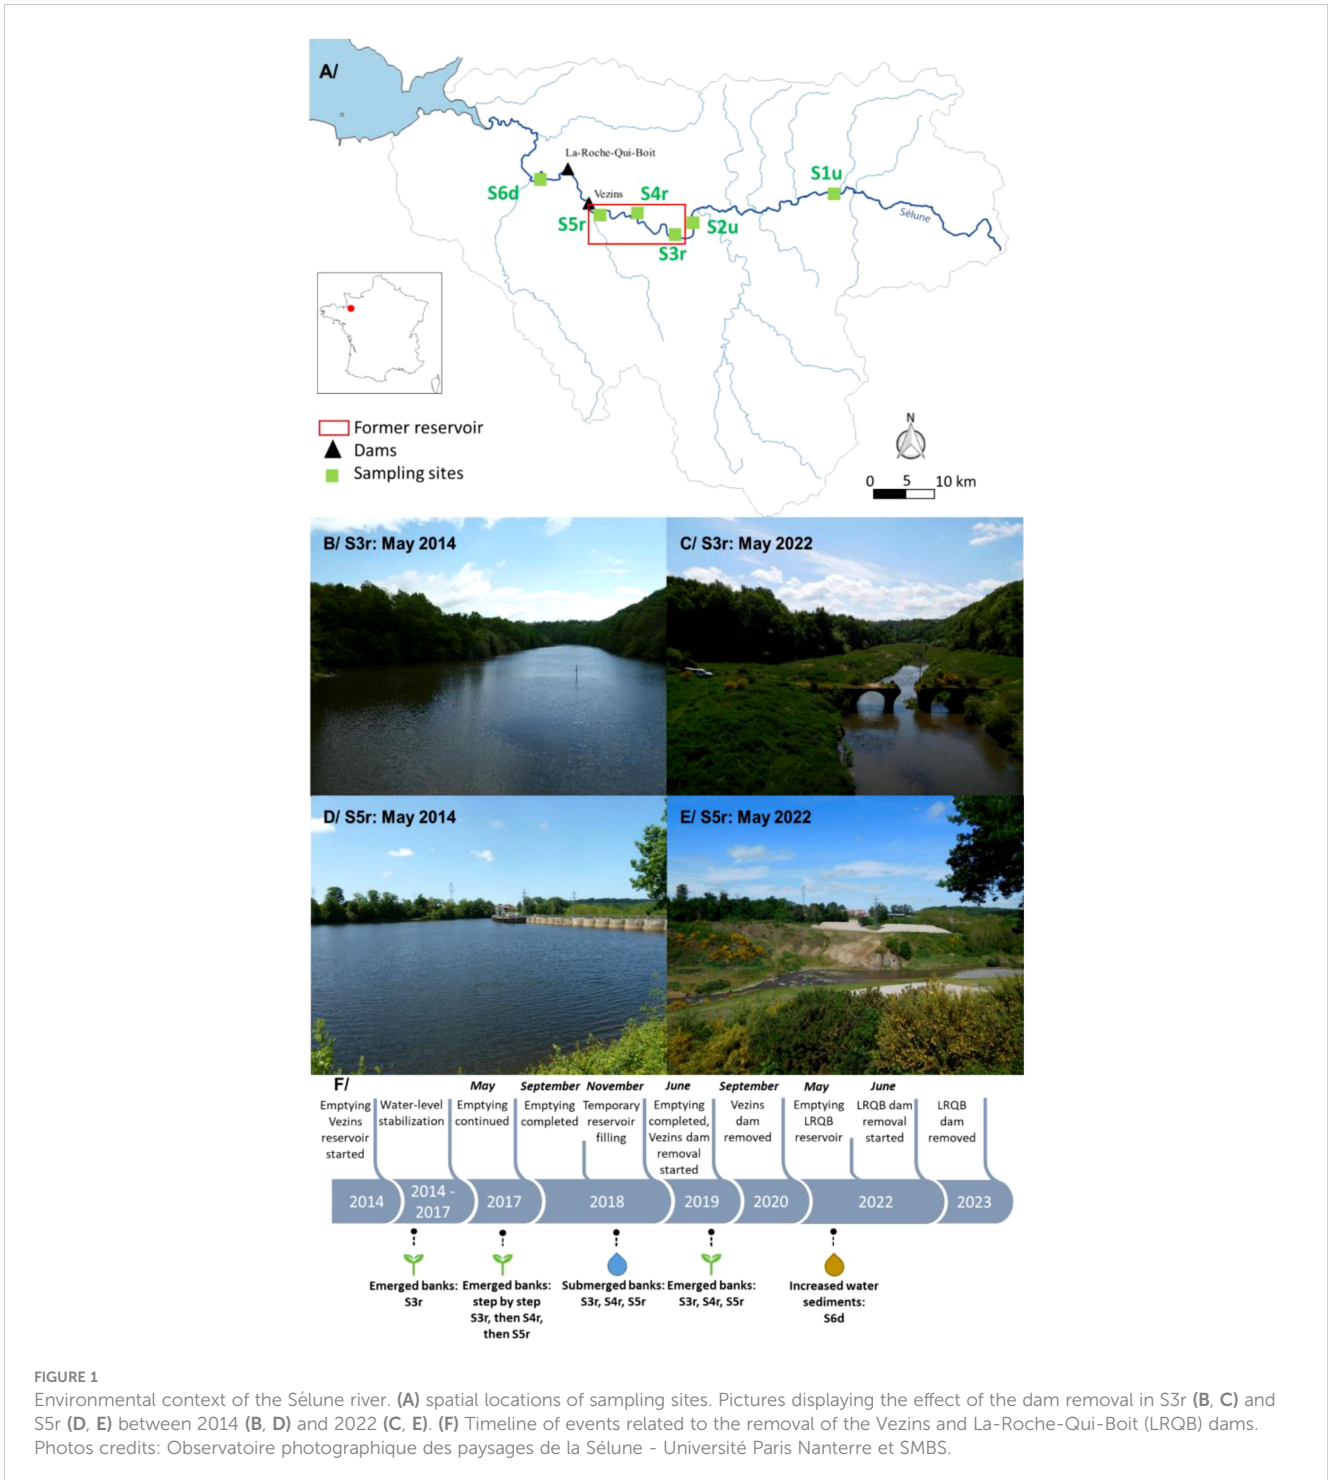 A/
La-Roche-Qui-Boit
Vezins
S6d
S5r
S4r
S3r
S2u
S1u
Sélune
Former reservoir
Dams
Sampling sites
N
0 5 10 km
B/ S3r: May 2014
C/ S3r: May 2022
D/ S5r: May 2014
E/ S5r: May 2022
F/
Emptying
Vezins
reservoir
started
Water-level
stabilization
May
Emptying
continued
September
Emptying
completed
November
Temporary
reservoir
filling
June
Emptying
completed,
Vezins dam
removal
started
September
Vezins
dam
removed
May
Emptying
LRQB
reservoir
June
LRQB dam
removal
started
LRQB
dam
removed
2014
2014 -
2017
2017
2018
2019
2020
2022
2023
Emerged banks:
S3r
Emerged banks:
step by step
S3r, then S4r,
then S5r
Submerged banks:
S3r, S4r, S5r
Emerged banks:
S3r, S4r, S5r
Increased water
sediments:
S6d
FIGURE 1
Environmental context of the Sélune river. (A) spatial locations of sampling sites. Pictures displaying the effect of the dam removal in S3r (B, C) and
S5r (D, E) between 2014 (B, D) and 2022 (C, E). (F) Timeline of events related to the removal of the Vezins and La-Roche-Qui-Boit (LRQB) dams.
Photos credits: Observatoire photographique des paysages de la Sélune - Université Paris Nanterre et SMBS.